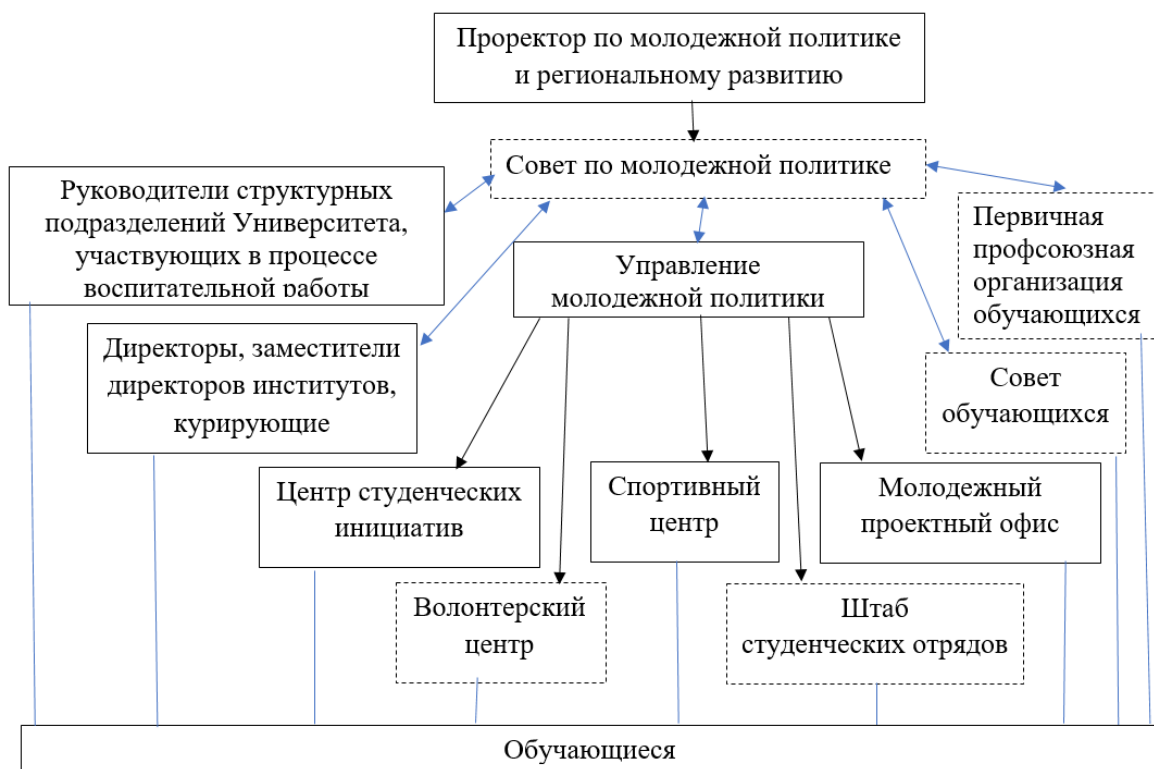 Проректор по молодежной политике
и региональному развитию
Совет по молодежной политике
Руководители структурных
подразделений Университета,
участвующих в процессе
воспитательной работы
Первичная
профсоюзная
организация
обучающихся
Управление
молодежной политики
Директоры, заместители
директоров институтов,
курирующие
Совет
обучающихся
Центр студенческих
инициатив
Спортивный
центр
Молодежный
проектный офис
Волонтерский
центр
Штаб
студенческих отрядов
Обучающиеся